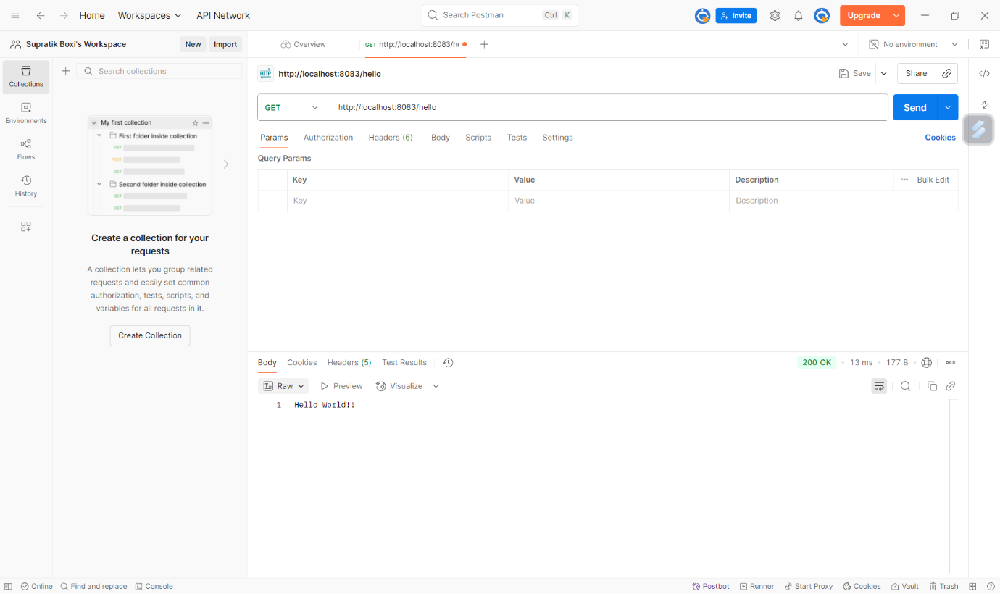 Home Workspaces API Network Search Postman Ctrl K Invite Upgrade
Supratik Boxi's Workspace New Import Overview GET http://localhost:8083/he No environment
Collections
Search collections
Environments
Flows
History
My first collection
First folder inside collection
GET
POST
GET
Second folder inside collection
GET
GET
Create a collection for your
requests
A collection lets you group related
requests and easily set common
authorization, tests, scripts, and
variables for all requests in it.
Create Collection
HTTP http://localhost:8083/hello Save Share
GET http://localhost:8083/hello Send
Params Authorization Headers (6) Body Scripts Tests Settings Cookies
Query Params
Key Value Description Bulk Edit
Key Value Description
Body Cookies Headers (5) Test Results 200 OK 13 ms 177 B
Raw Preview Visualize
1 Hello World!!
Online Find and replace Console Postbot Runner Start Proxy Cookies Vault Trash